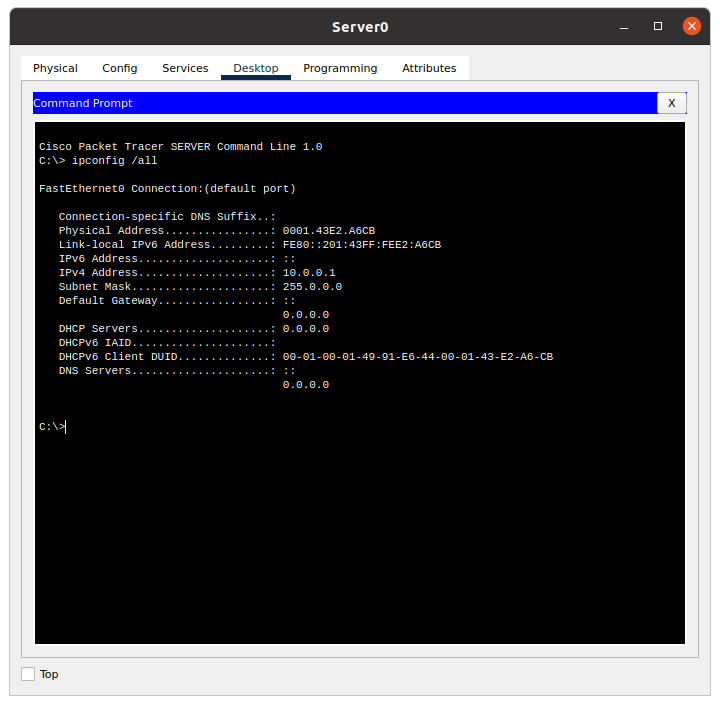 Server0
Physical Config Services Desktop Programming Attributes
Command Prompt X
Cisco Packet Tracer SERVER Command Line 1.0
C:\> ipconfig /all
FastEthernet0 Connection:(default port)
Connection-specific DNS Suffix..:
Physical Address................: 0001.43E2.A6CB
Link-local IPv6 Address.........: FE80::201:43FF:FEE2:A6CB
IPv6 Address....................: ::
IPv4 Address....................: 10.0.0.1
Subnet Mask.....................: 255.0.0.0
Default Gateway.................: ::
0.0.0.0
DHCP Servers....................: 0.0.0.0
DHCPv6 IAID.....................:
DHCPv6 Client DUID..............: 00-01-00-01-49-91-E6-44-00-01-43-E2-A6-CB
DNS Servers.....................: ::
0.0.0.0
C:\>
Top